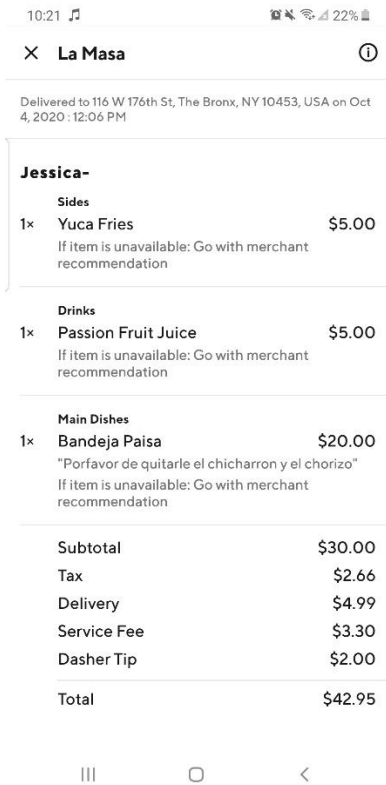 10:21
22%
La Masa
Delivered to 116 W 176th St, The Bronx, NY 10453, USA on Oct
4, 2020 : 12:06 PM
Jessica-
Sides
1× Yuca Fries $5.00
If item is unavailable: Go with merchant
recommendation
Drinks
1× Passion Fruit Juice $5.00
If item is unavailable: Go with merchant
recommendation
Main Dishes
1× Bandeja Paisa $20.00
"Porfavor de quitarle el chicharron y el chorizo"
If item is unavailable: Go with merchant
recommendation
Subtotal $30.00
Tax $2.66
Delivery $4.99
Service Fee $3.30
Dasher Tip $2.00
Total $42.95